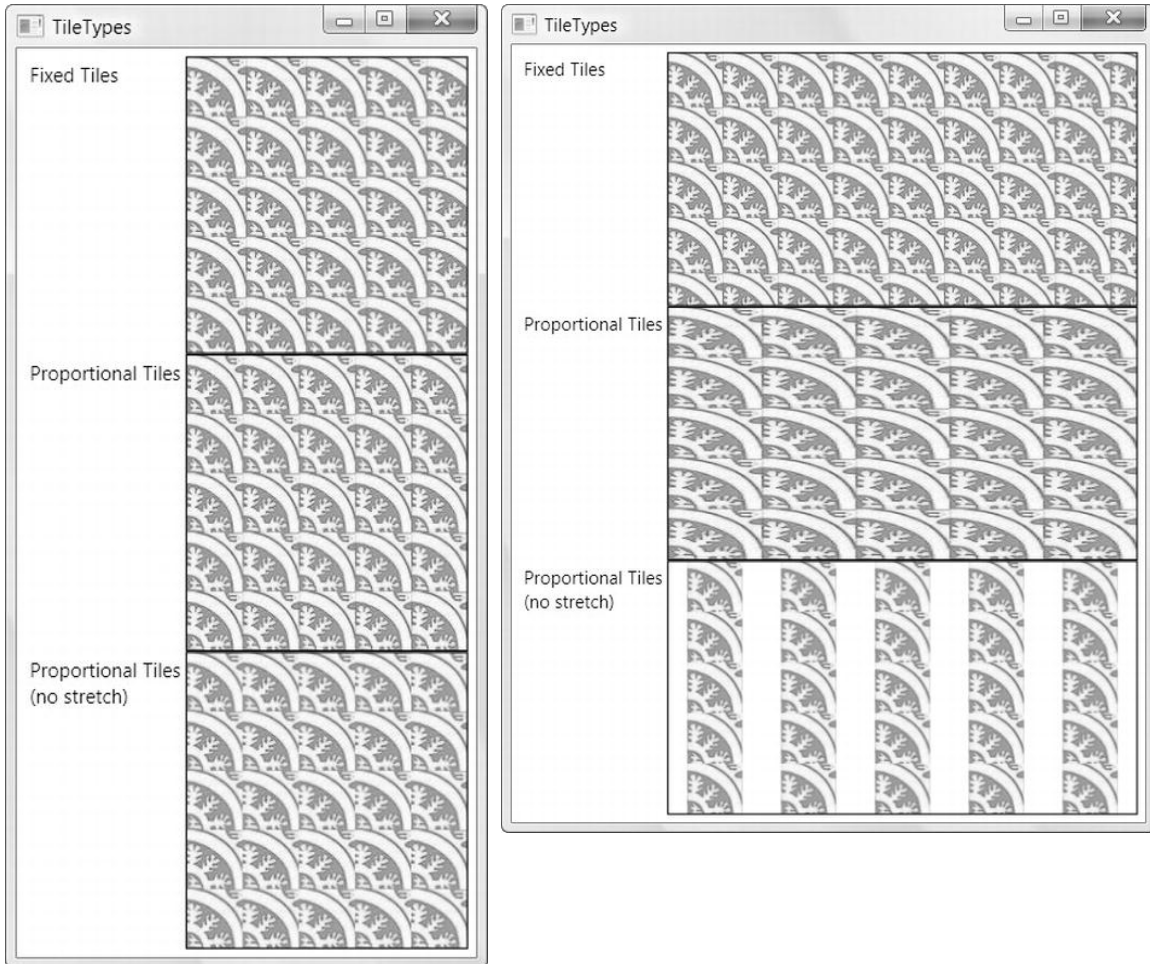 TileTypes
Fixed Tiles
Proportional Tiles
Proportional Tiles
(no stretch)
TileTypes
Fixed Tiles
Proportional Tiles
Proportional Tiles
(no stretch)